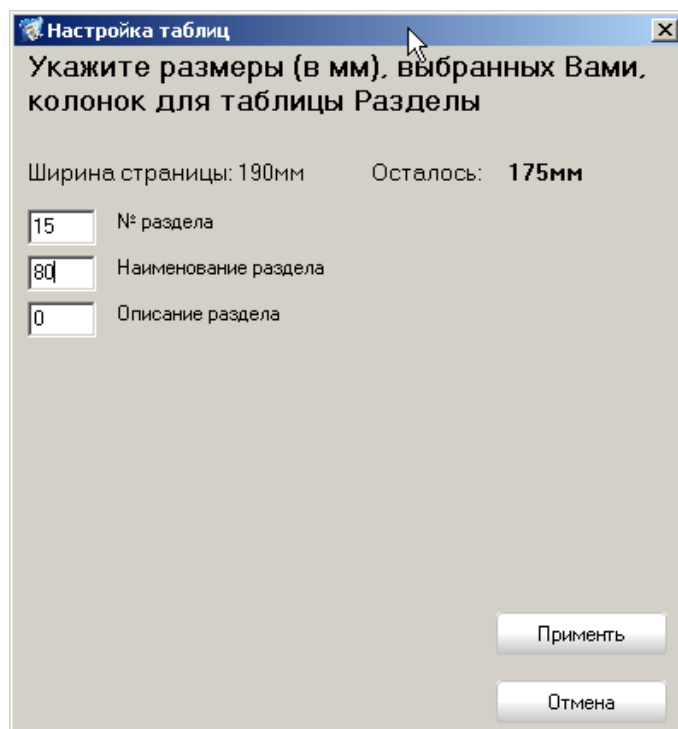 Настройка таблиц
Укажите размеры (в мм), выбранных Вами,
колонок для таблицы Разделы
Ширина страницы: 190мм Осталось: 175мм
15 № раздела
80 Наименование раздела
0 Описание раздела
Применть
Отмена